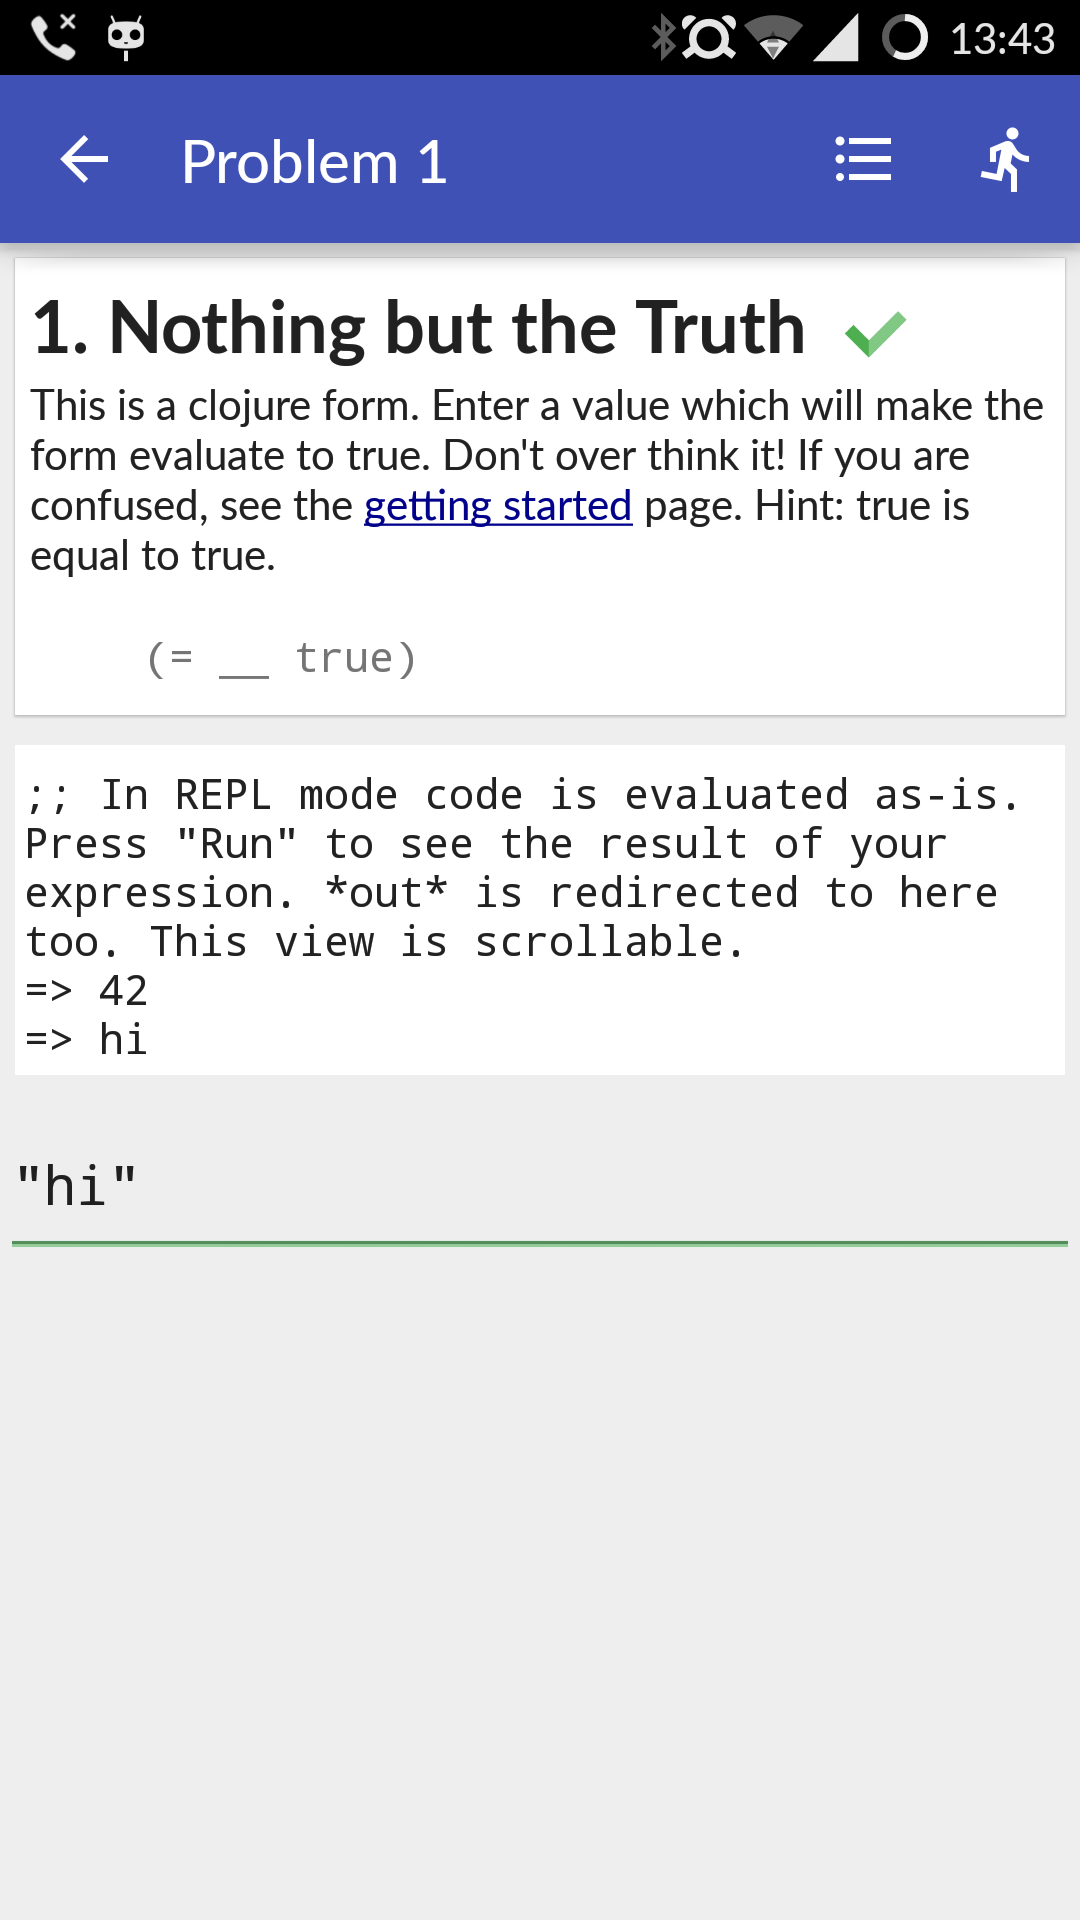 13:43
Problem 1
1. Nothing but the Truth
This is a clojure form. Enter a value which will make the
form evaluate to true. Don't over think it! If you are
confused, see the getting started page. Hint: true is
equal to true.
(= __ true)
;; In REPL mode code is evaluated as-is.
Press "Run" to see the result of your
expression. *out* is redirected to here
too. This view is scrollable.
=> 42
=> hi
"hi"